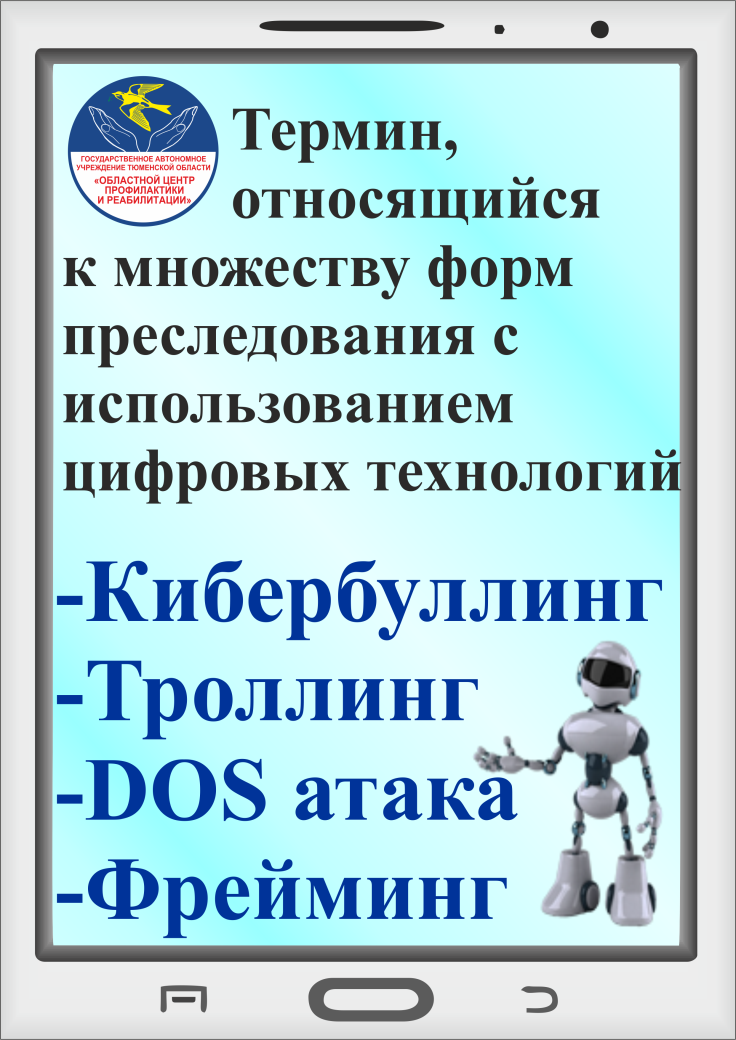 ГОСУДАРСТВЕННОЕ АВТОНОМНОЕ
УЧРЕЖДЕНИЕ ТЮМЕНСКОЙ ОБЛАСТИ
«ОБЛАСТНОЙ ЦЕНТР
ПРОФИЛАКТИКИ
И РЕАБИЛИТАЦИИ»
Термин,
относящийся
к множеству форм
преследования с
использованием
цифровых технологий
-Кибербуллинг
-Троллинг
-DOS атака
-Фрейминг